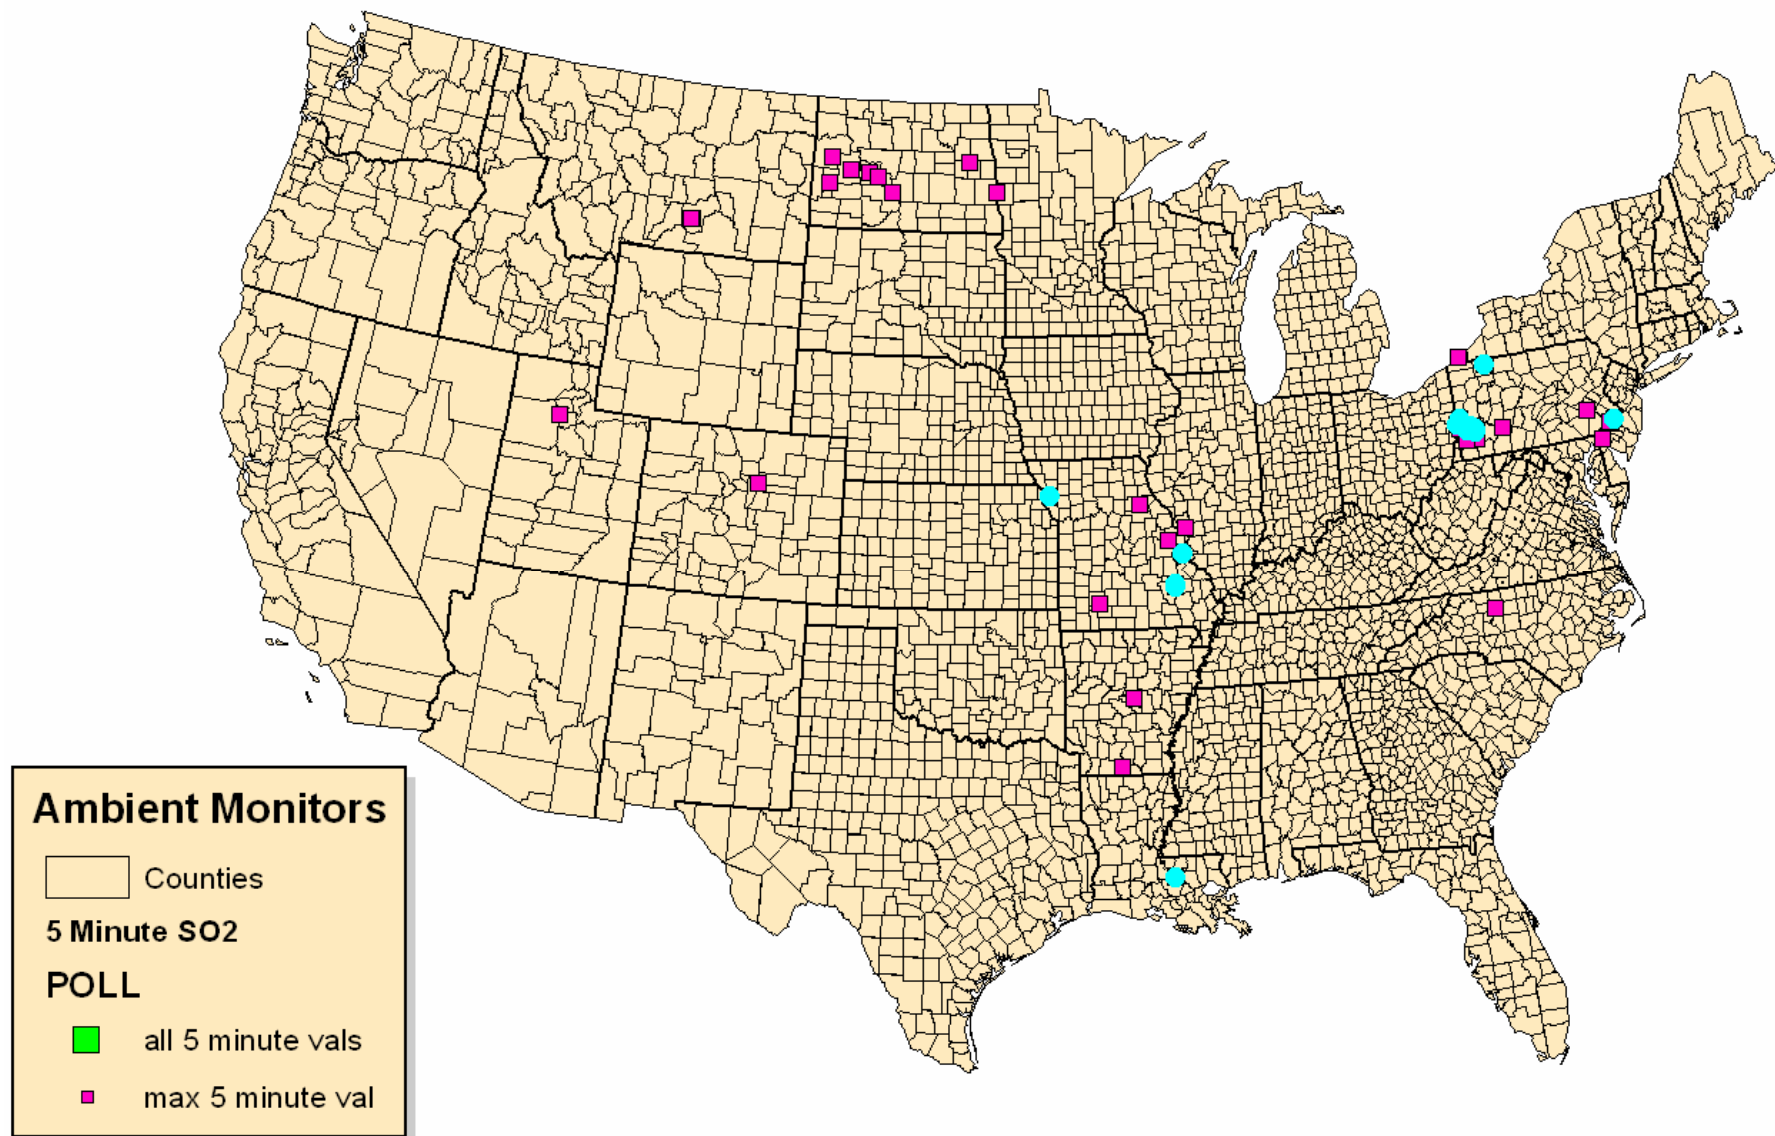 Ambient Monitors
Counties
5 Minute SO2
POLL
all 5 minute vals
max 5 minute val